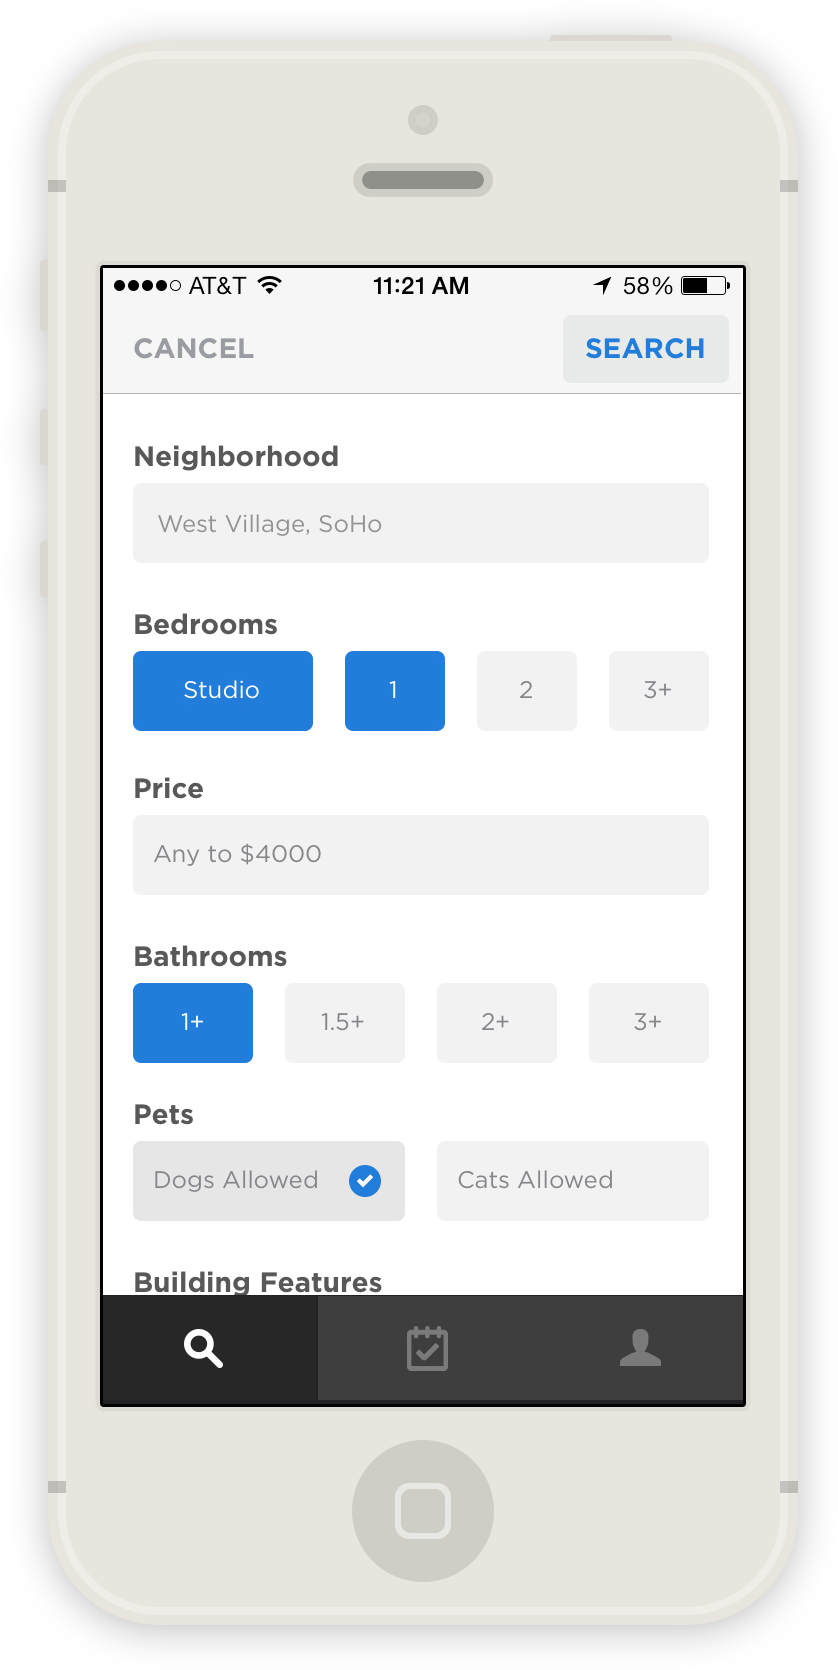 AT&T 11:21 AM 58%
CANCEL SEARCH
Neighborhood
West Village, SoHo
Bedrooms
Studio 1 2 3+
Price
Any to $4000
Bathrooms
1+ 1.5+ 2+ 3+
Pets
Dogs Allowed Cats Allowed
Building Features